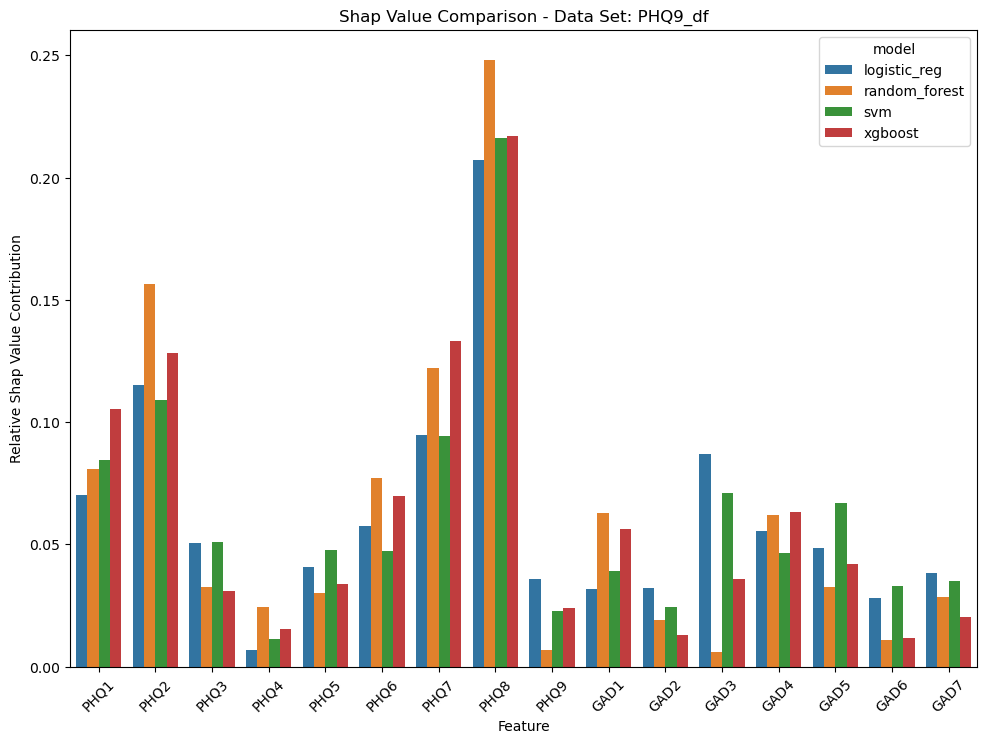 Shap Value Comparison - Data Set: PHQ9_df
model
logistic_reg
random_forest
svm
xgboost
Relative Shap Value Contribution
0.25
0.20
0.15
0.10
0.05
0.00
PHQ1
PHQ2
PHQ3
PHQ4
PHQ5
PHQ6
PHQ7
PHQ8
PHQ9
GAD1
GAD2
GAD3
GAD4
GAD5
GAD6
GAD7
Feature